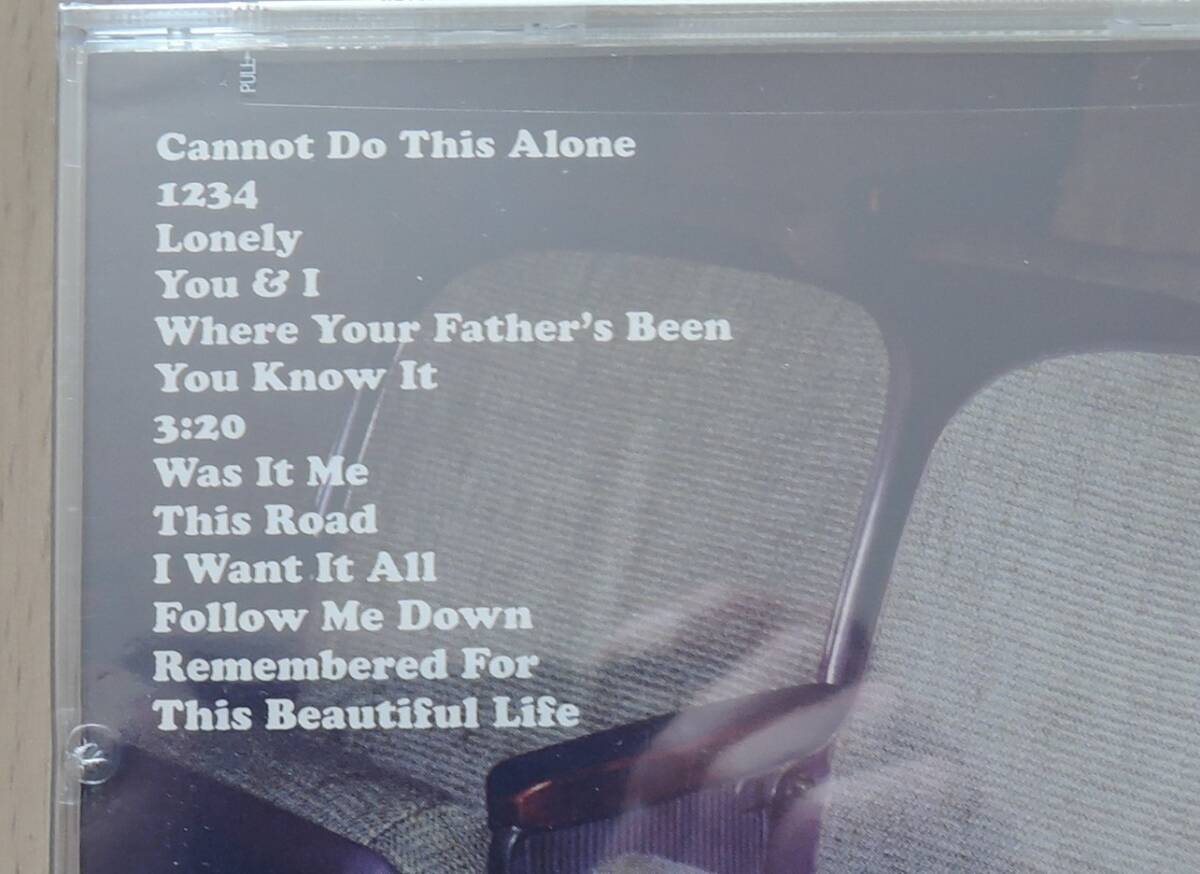 PULL
Cannot Do This Alone
1234
Lonely
You & I
Where Your Father's Been
You Know It
3:20
Was It Me
This Road
I Want It All
Follow Me Down
Remembered For
This Beautiful Life